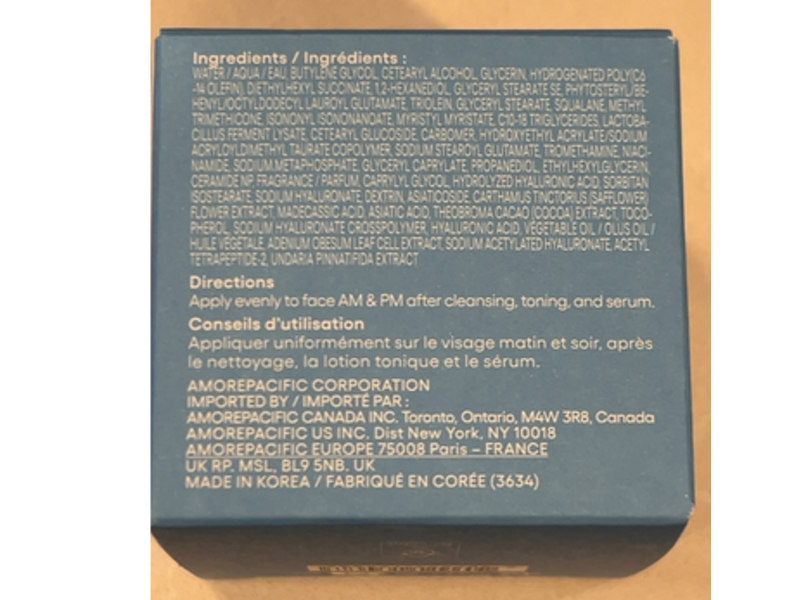 Ingredients / Ingrédients :
WATER / AQUA / EAU, BUTYLENE GLYCOL, CETEARYL ALCOHOL, GLYCERIN, HYDROGENATED POLY(C6
-14 OLEFIN), DIETHYLHEXYL SUCCINATE, 1,2-HEXANEDIOL, GLYCERYL STEARATE SE, PHYTOSTERYL/BE-
HENYL/OCTYLDODECYL LAUROYL GLUTAMATE, TRIOLEIN, GLYCERYL STEARATE, SQUALANE, METHYL
TRIMETHICONE, ISONONYL ISONONANOATE, MYRISTYL MYRISTATE, C10-18 TRIGLYCERIDES, LACTOBA-
CILLUS FERMENT LYSATE, CETEARYL GLUCOSIDE, CARBOMER, HYDROXYETHYL ACRYLATE/SODIUM
ACRYLOYLDIMETHYL TAURATE COPOLYMER, SODIUM STEAROYL GLUTAMATE, TROMETHAMINE, NIACI-
NAMIDE, SODIUM METAPHOSPHATE, GLYCERYL CAPRYLATE, PROPANEDIOL, ETHYLHEXYLGLYCERIN,
CERAMIDE NP, FRAGRANCE / PARFUM, CAPRYLYL GLYCOL, HYDROLYZED HYALURONIC ACID, SORBITAN
ISOSTEARATE, SODIUM HYALURONATE, DEXTRIN, ASIATICOSIDE, CARTHAMUS TINCTORIUS (SAFFLOWER)
FLOWER EXTRACT, MADECASSIC ACID, ASIATIC ACID, THEOBROMA CACAO (COCOA) EXTRACT, TOCO-
PHEROL, SODIUM HYALURONATE CROSSPOLYMER, HYALURONIC ACID, VEGETABLE OIL / OLUS OIL /
HUILE VÉGÉTALE, ADENIUM OBESUM LEAF CELL EXTRACT, SODIUM ACETYLATED HYALURONATE, ACETYL
TETRAPEPTIDE-2, UNDARIA PINNATIFIDA EXTRACT
Directions
Apply evenly to face AM & PM after cleansing, toning, and serum.
Conseils d'utilisation
Appliquer uniformément sur le visage matin et soir, après
le nettoyage, la lotion tonique et le sérum.
AMOREPACIFIC CORPORATION
IMPORTED BY / IMPORTÉ PAR :
AMOREPACIFIC CANADA INC. Toronto, Ontario, M4W 3R8, Canada
AMOREPACIFIC US INC. Dist New York, NY 10018
AMOREPACIFIC EUROPE 75008 Paris – FRANCE
UK RP. MSL, BL9 5NB. UK
MADE IN KOREA / FABRIQUÉ EN CORÉE (3634)